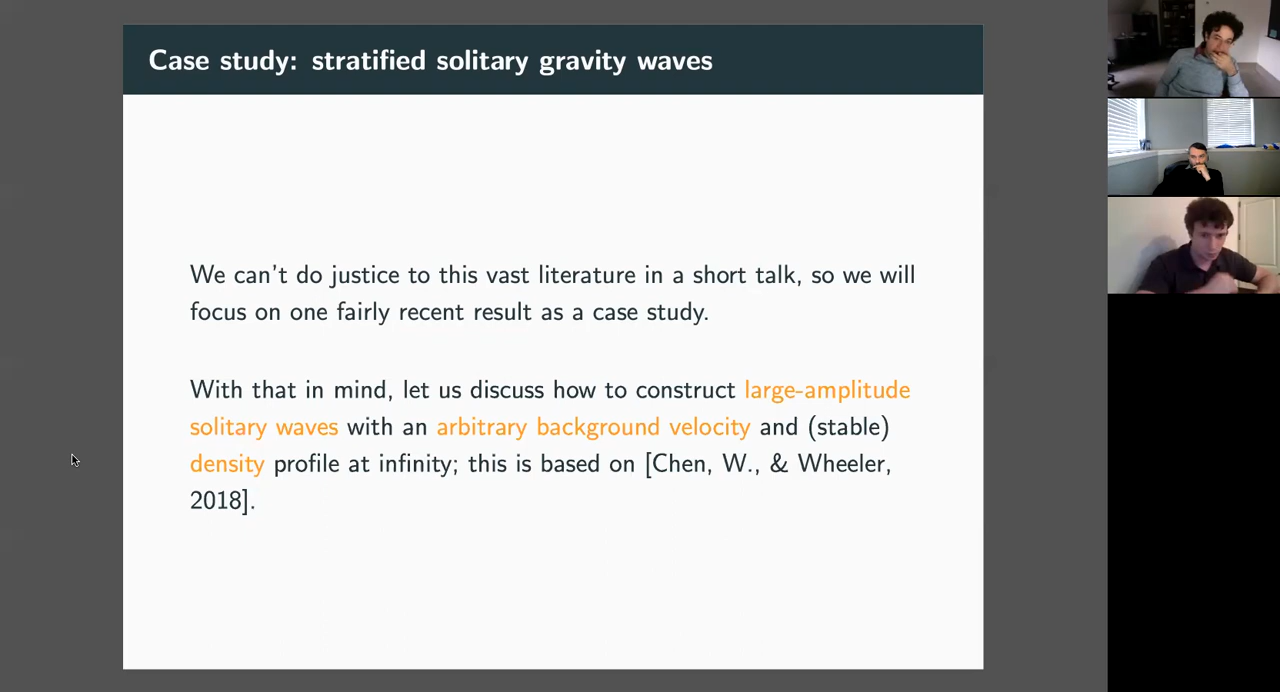 Case study: stratified solitary gravity waves
We can't do justice to this vast literature in a short talk, so we will
focus on one fairly recent result as a case study.
With that in mind, let us discuss how to construct large-amplitude
solitary waves with an arbitrary background velocity and (stable)
density profile at infinity; this is based on [Chen, W., & Wheeler,
2018].